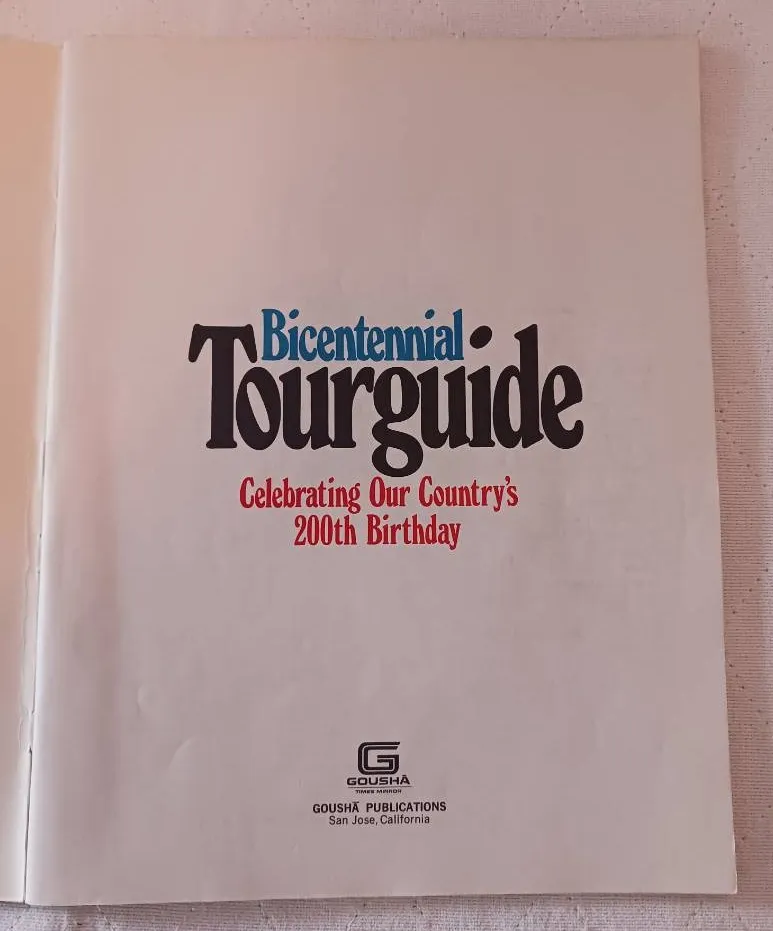 Bicentennial
Tourguide
Celebrating Our Country's
200th Birthday
G
GOUSHĀ
TIMES MIRROR
GOUSHĀ PUBLICATIONS
San Jose, California